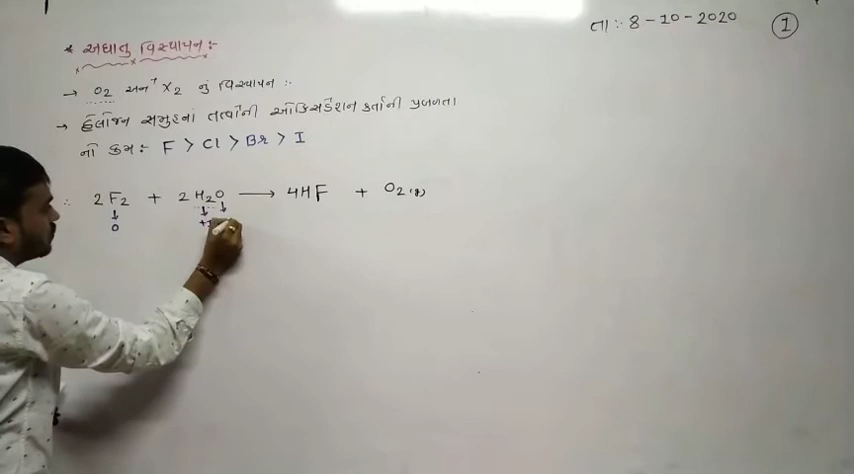 તા :- 8-10-2020 1
* અધાતુ વિસ્થાપન :-
→ O2 અને X2 નું વિસ્થાપન :-
→ હેલોજન સમુહનાં તત્વોની ઓક્સિડેશન કર્તાની પ્રબળતા
નો ક્રમ :- F > Cl > Br > I
∴ 2F2 + 2H2O ⟶ 4HF + O2(g)
↓ ↓ ↓
0